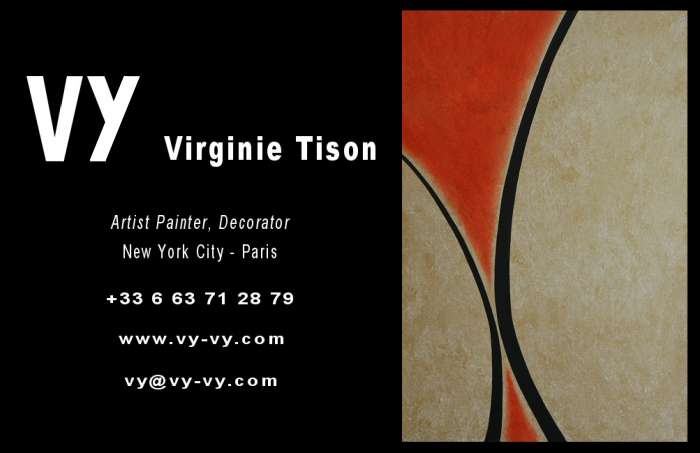 VY Virginie Tison
Artist Painter, Decorator
New York City - Paris
+33 6 63 71 28 79
www.vy-vy.com
vy@vy-vy.com